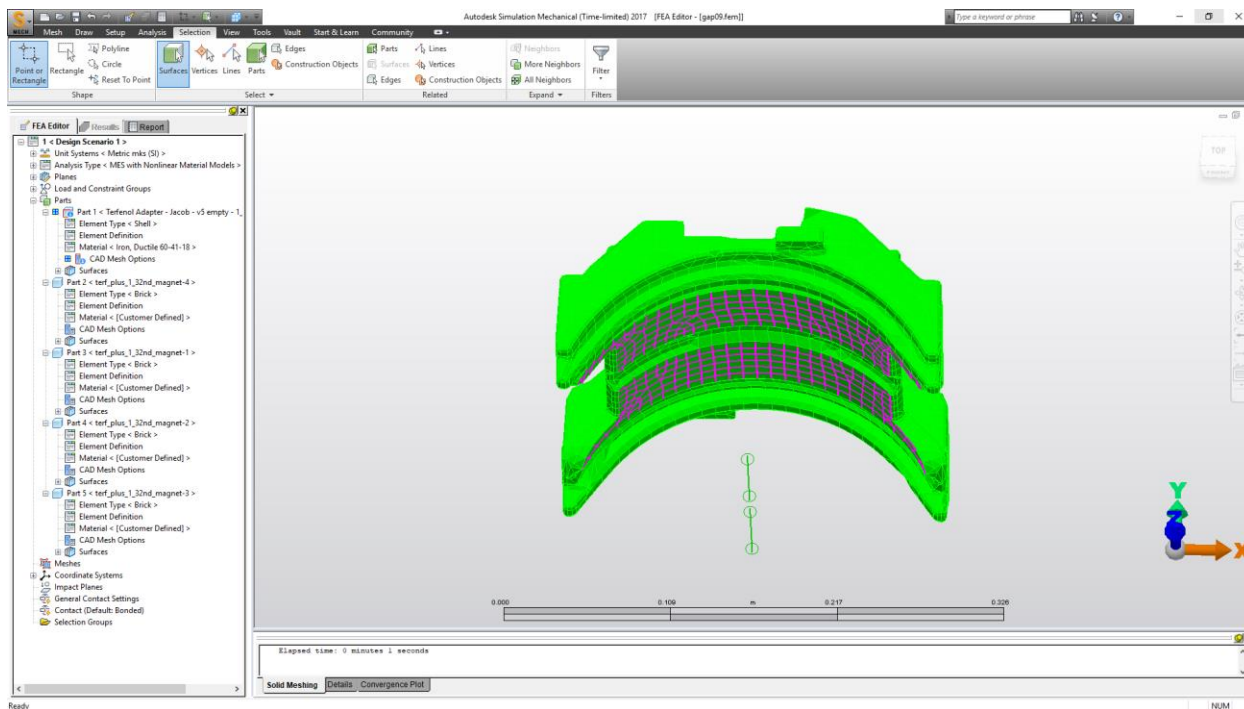 Autodesk Simulation Mechanical (Time-limited) 2017 [FEA Editor - [gap09.fem]]
Type a keyword or phrase
MECH Mesh Draw Setup Analysis Selection View Tools Vault Start & Learn Community
Point or Rectangle
Rectangle
Polyline
Circle
Reset To Point
Shape
Surfaces Vertices Lines Parts
Edges
Construction Objects
Select
Parts
Surfaces
Edges
Lines
Vertices
Construction Objects
Related
Neighbors
More Neighbors
All Neighbors
Expand
Filter
Filters
FEA Editor Results Report
1 < Design Scenario 1 >
Unit Systems < Metric mks (SI) >
Analysis Type < MES with Nonlinear Material Models >
Planes
Load and Constraint Groups
Parts
Part 1 < Terfenol Adapter - Jacob - v5 empty - 1_
Element Type < Shell >
Element Definition
Material < Iron, Ductile 60-41-18 >
CAD Mesh Options
Surfaces
Part 2 < terf_plus_1_32nd_magnet-4 >
Element Type < Brick >
Element Definition
Material < [Customer Defined] >
CAD Mesh Options
Surfaces
Part 3 < terf_plus_1_32nd_magnet-1 >
Element Type < Brick >
Element Definition
Material < [Customer Defined] >
CAD Mesh Options
Surfaces
Part 4 < terf_plus_1_32nd_magnet-2 >
Element Type < Brick >
Element Definition
Material < [Customer Defined] >
CAD Mesh Options
Surfaces
Part 5 < terf_plus_1_32nd_magnet-3 >
Element Type < Brick >
Element Definition
Material < [Customer Defined] >
CAD Mesh Options
Surfaces
Meshes
Coordinate Systems
Impact Planes
General Contact Settings
Contact (Default: Bonded)
Selection Groups
TOP
Y
Z
X
0.000 0.109 m 0.217 0.326
Elapsed time: 0 minutes 1 seconds
Solid Meshing Details Convergence Plot
Ready
NUM